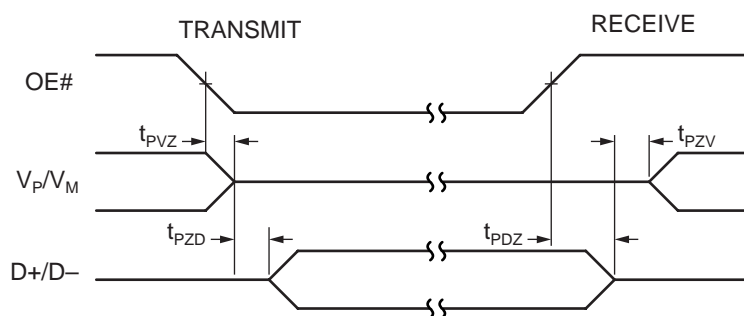 TRANSMIT
RECEIVE
OE#
tPVZ
tPZV
VP/VM
tPZD
tPDZ
D+/D–